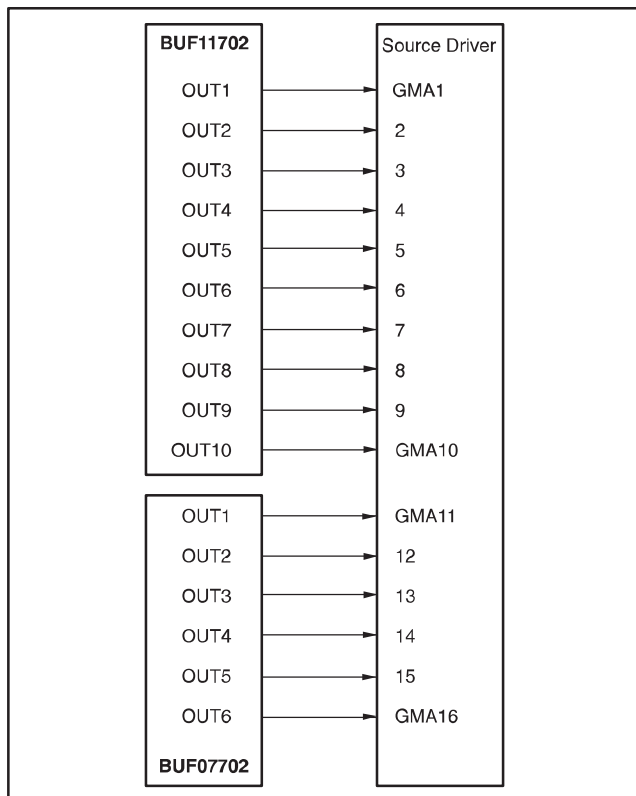 BUF11702 Source Driver
OUT1 GMA1
OUT2 2
OUT3 3
OUT4 4
OUT5 5
OUT6 6
OUT7 7
OUT8 8
OUT9 9
OUT10 GMA10
OUT1 GMA11
OUT2 12
OUT3 13
OUT4 14
OUT5 15
OUT6 GMA16
BUF07702